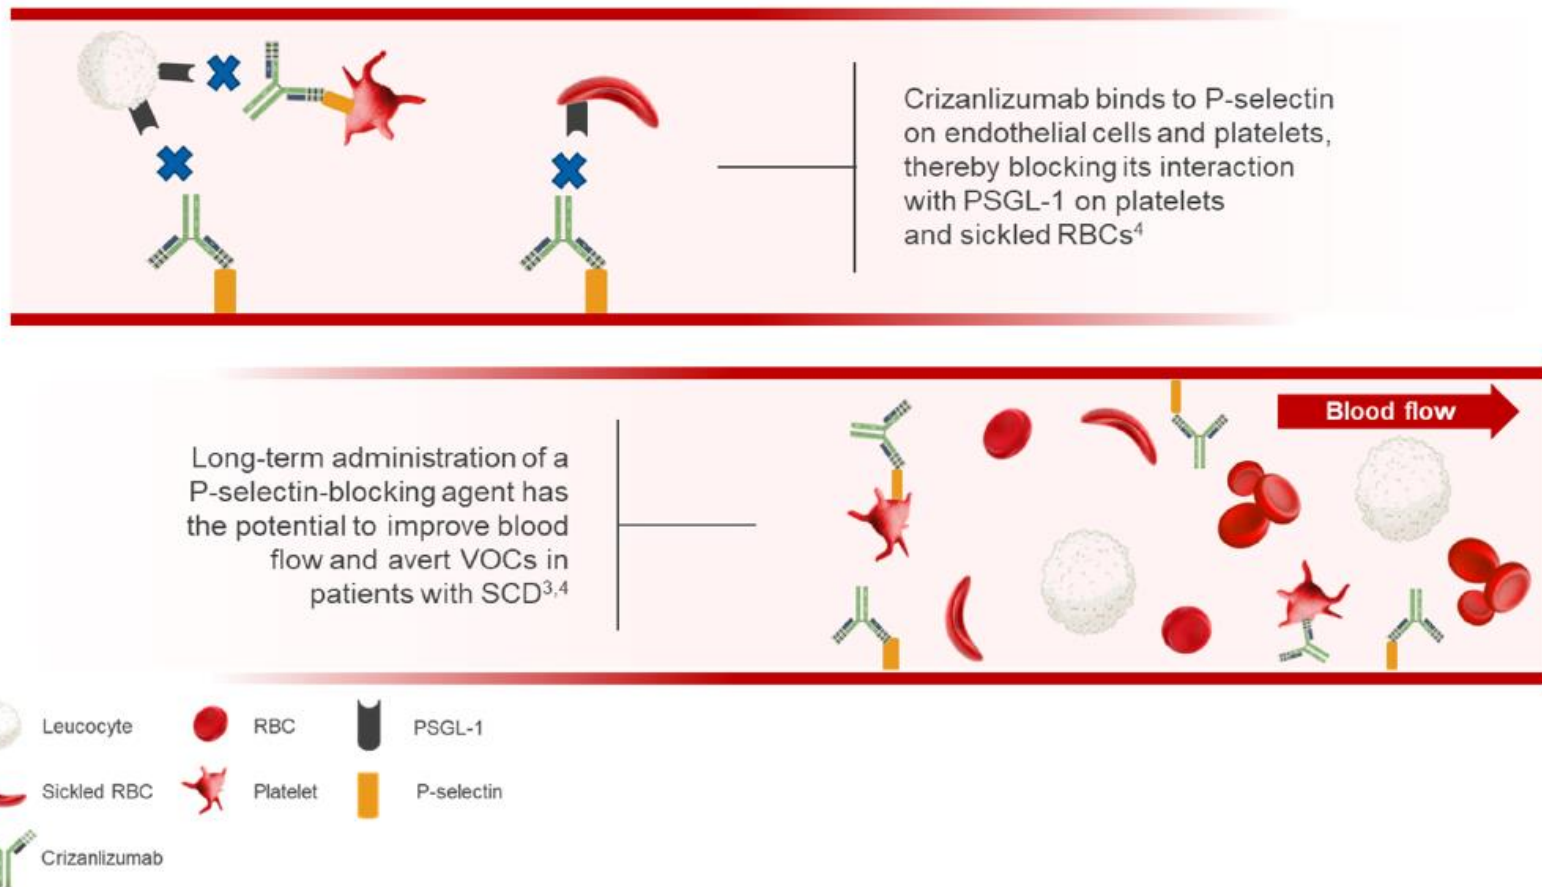 Crizanlizumab binds to P-selectin
on endothelial cells and platelets,
thereby blocking its interaction
with PSGL-1 on platelets
and sickled RBCs⁴
Blood flow
Long-term administration of a
P-selectin-blocking agent has
the potential to improve blood
flow and avert VOCs in
patients with SCD³,⁴
Leucocyte
RBC
PSGL-1
Sickled RBC
Platelet
P-selectin
Crizanlizumab